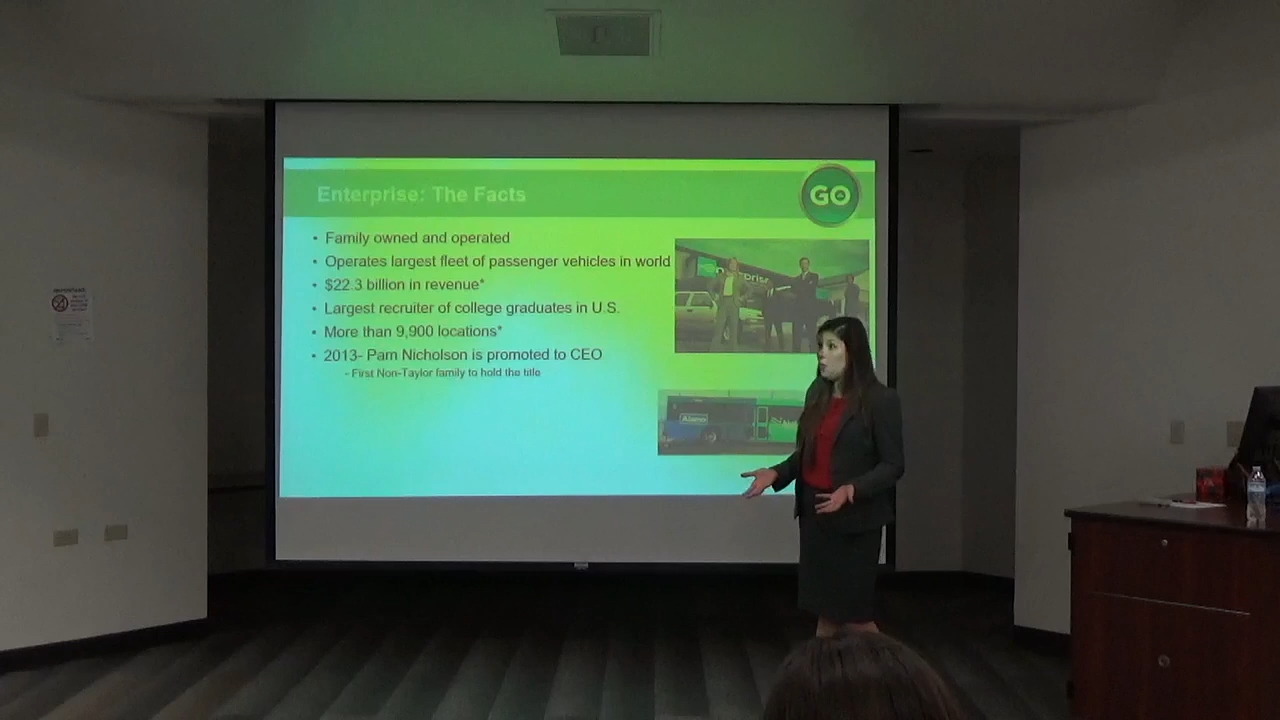 Enterprise: The Facts
GO
• Family owned and operated
• Operates largest fleet of passenger vehicles in world
• $22.3 billion in revenue*
• Largest recruiter of college graduates in U.S.
• More than 9,900 locations*
• 2013- Pam Nicholson is promoted to CEO
- First Non-Taylor family to hold the title
enterprise
Alamo